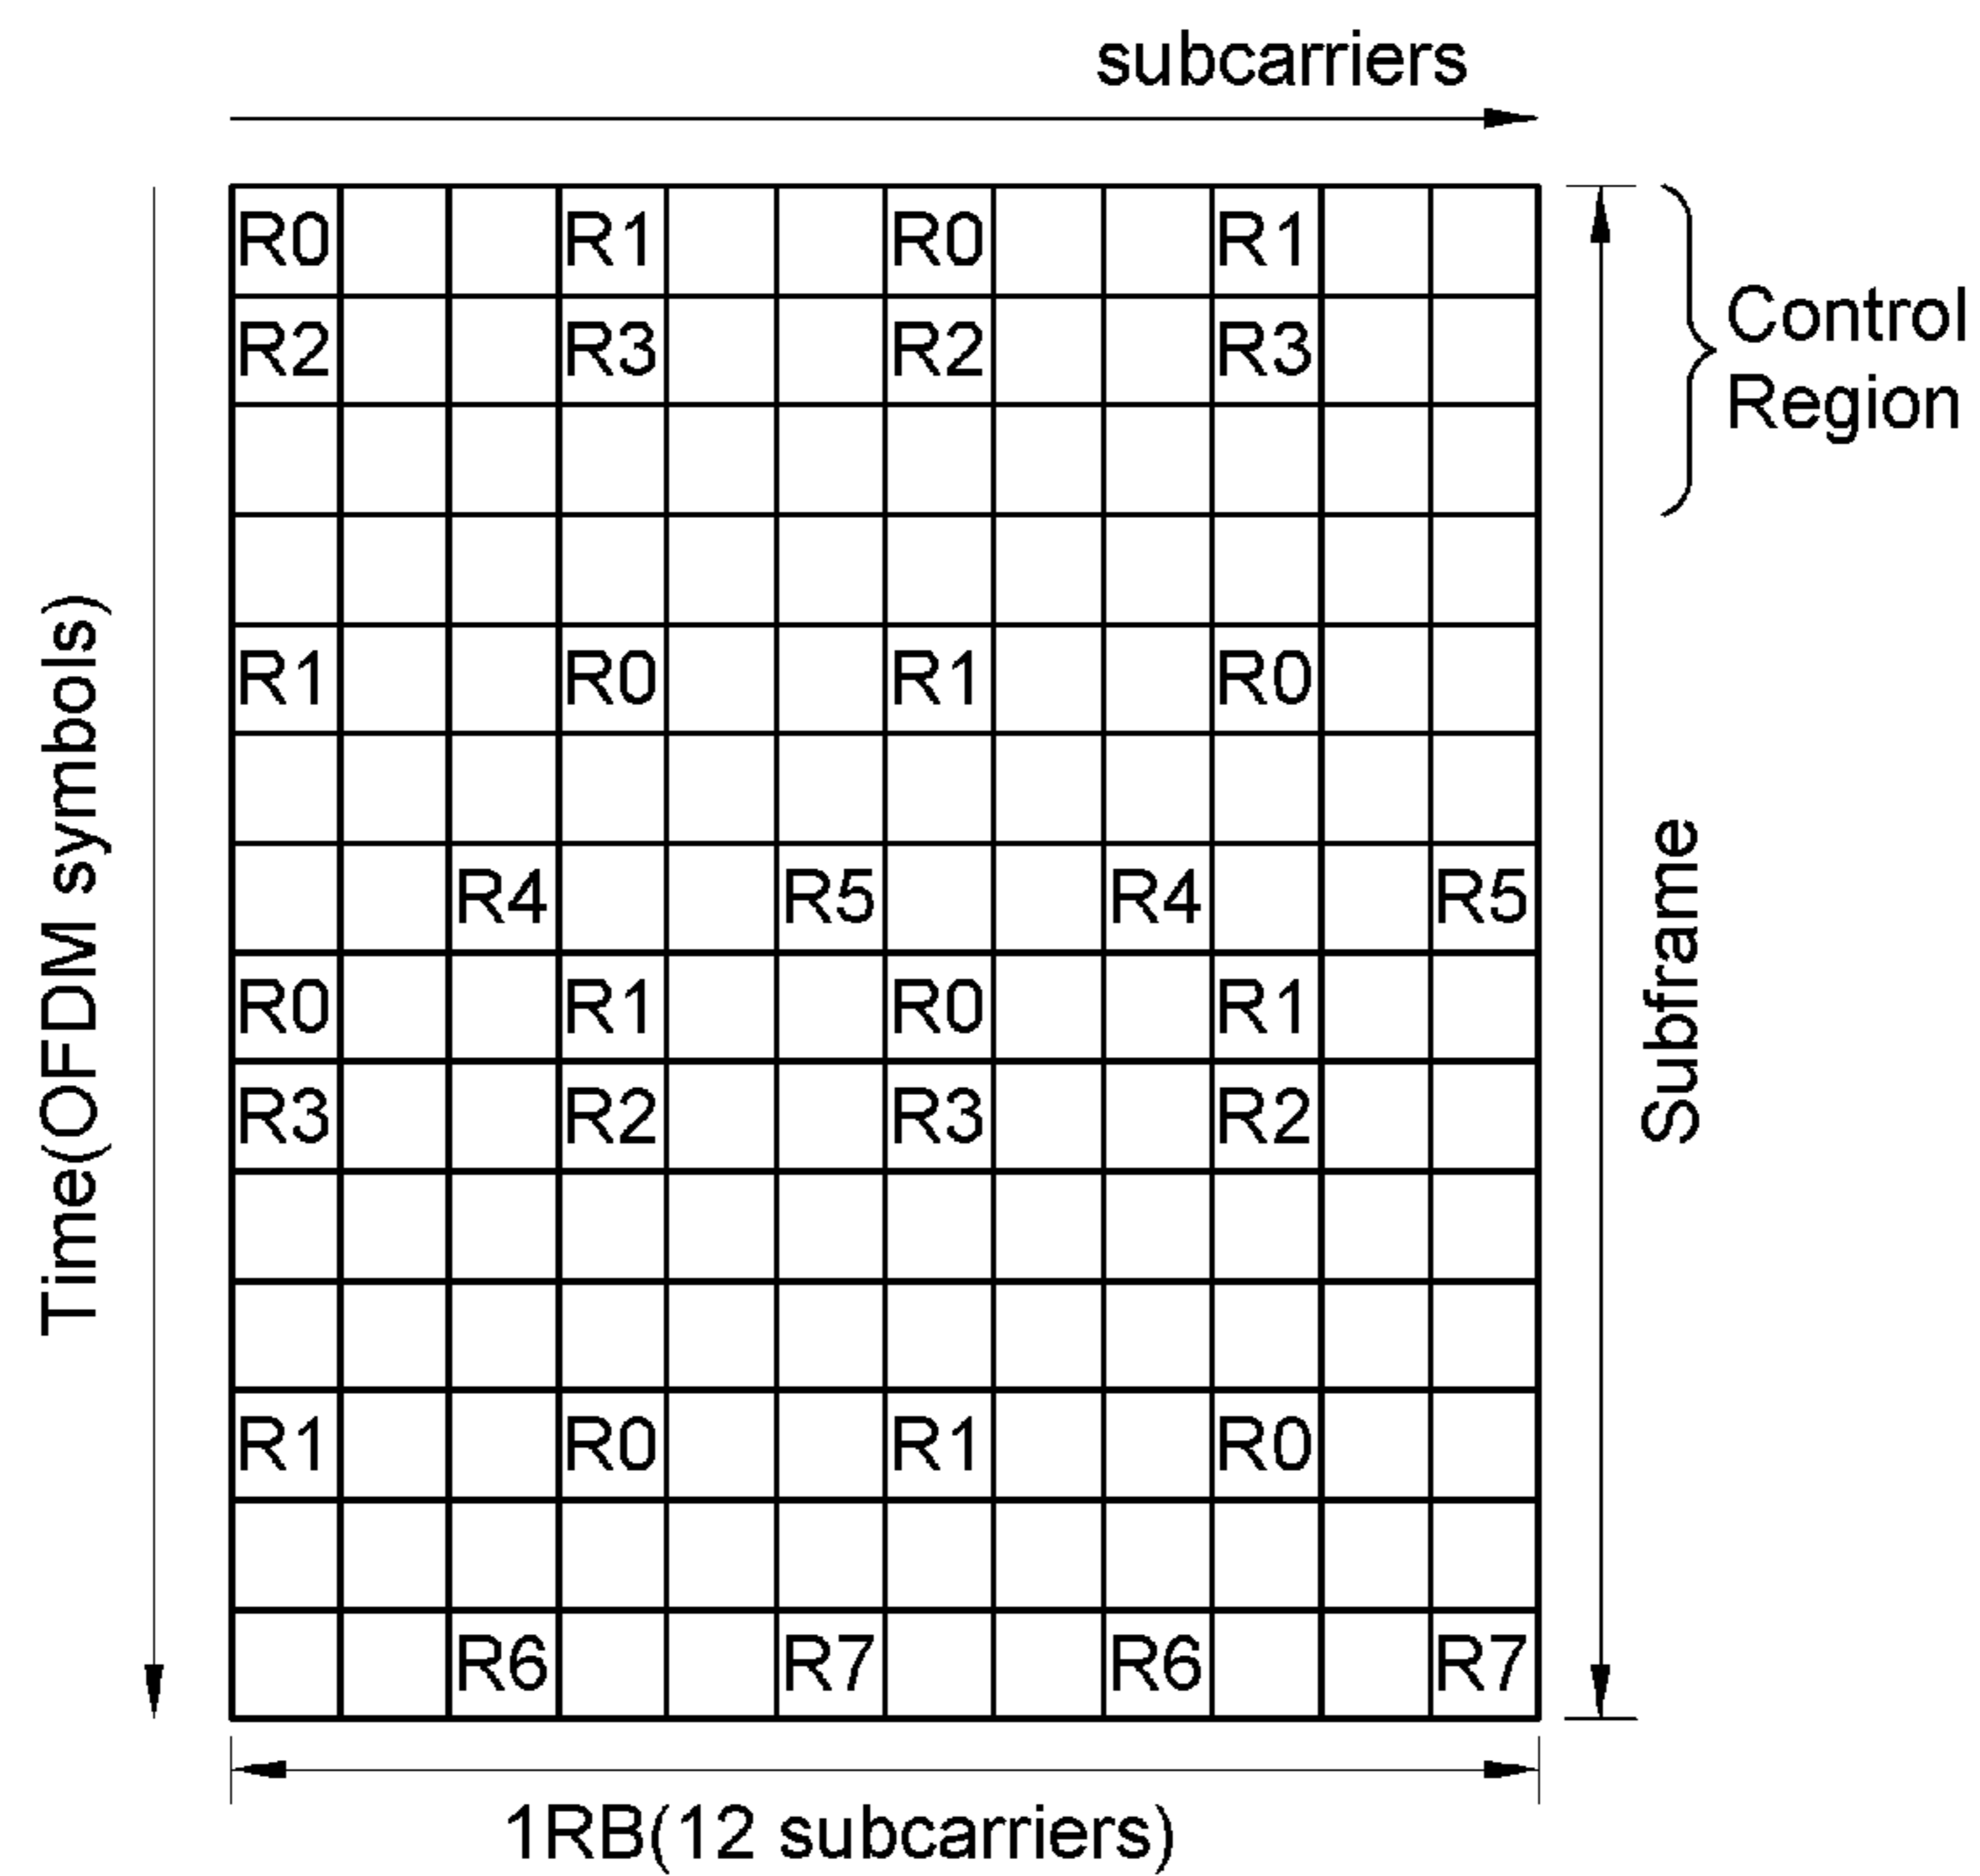 subcarriers
R0 R1 R0 R1
R2 R3 R2 R3
Control
Region
R1 R0 R1 R0
R4 R5 R4 R5
R0 R1 R0 R1
R3 R2 R3 R2
R1 R0 R1 R0
R6 R7 R6 R7
Time(OFDM symbols)
Subframe
1RB(12 subcarriers)